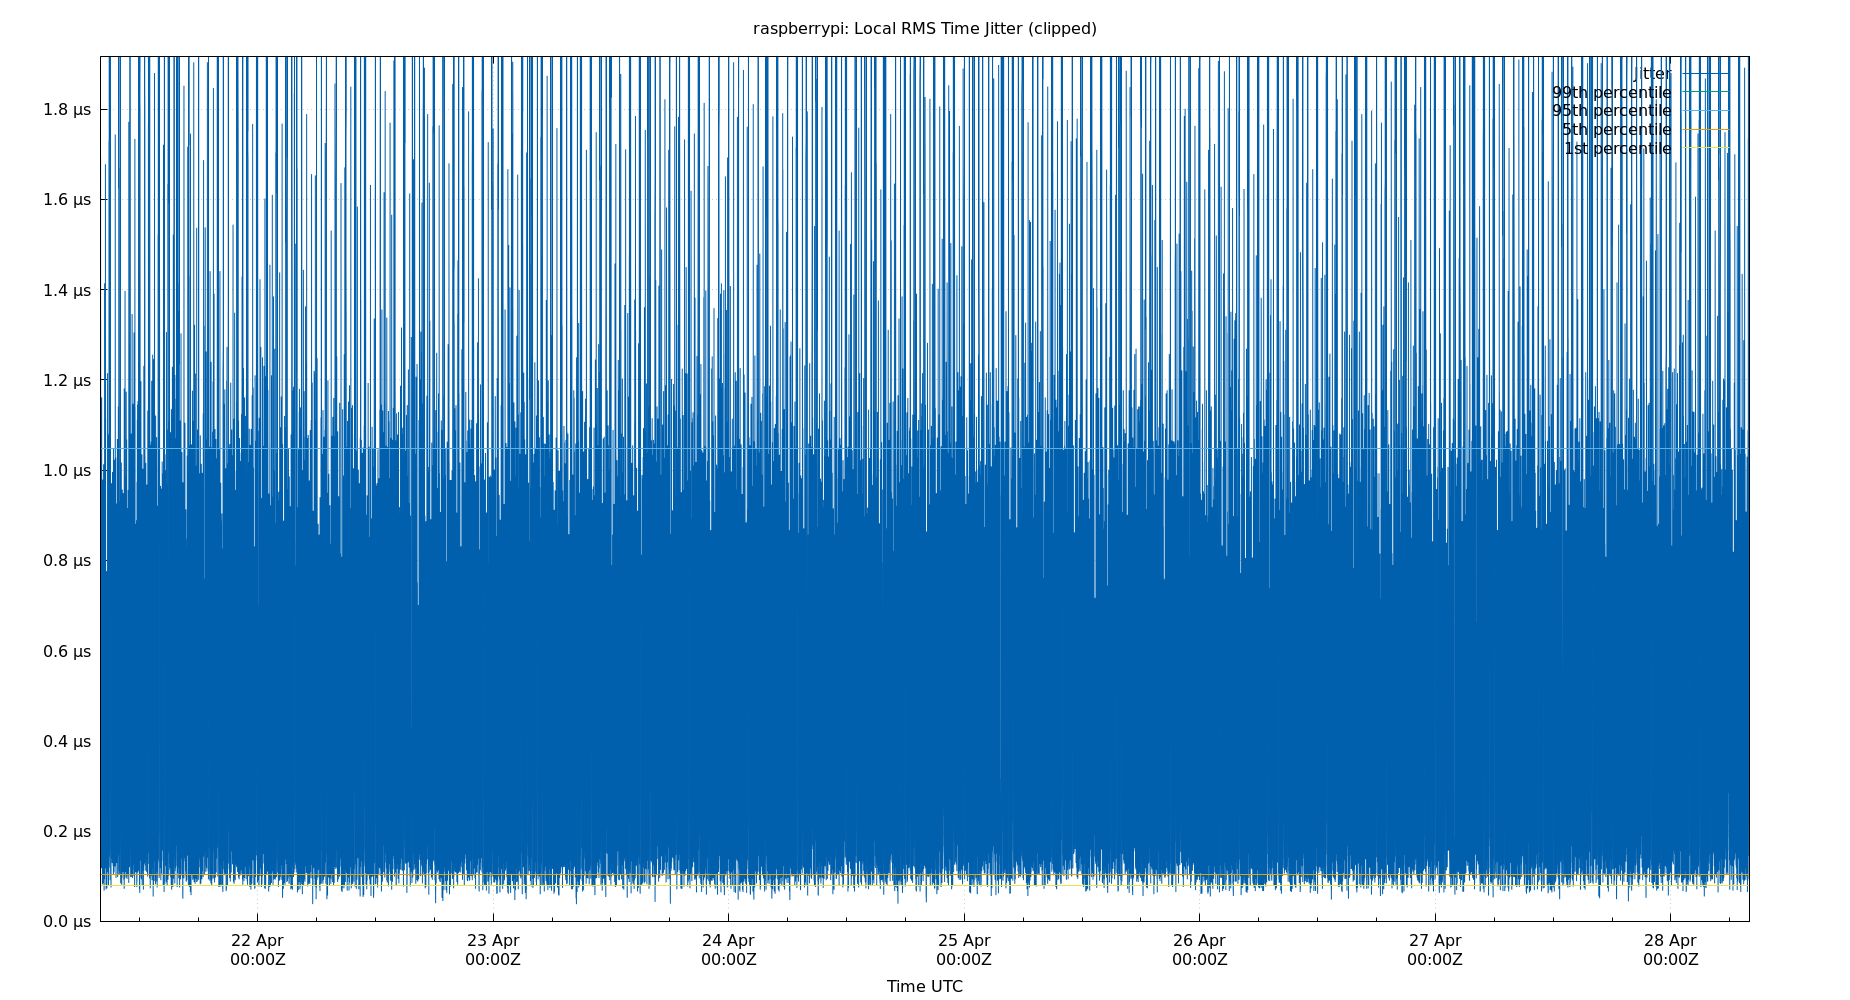 raspberrypi: Local RMS Time Jitter (clipped)
jitter
99th percentile
95th percentile
5th percentile
1st percentile
1.8 µs
1.6 µs
1.4 µs
1.2 µs
1.0 µs
0.8 µs
0.6 µs
0.4 µs
0.2 µs
0.0 µs
22 Apr 23 Apr 24 Apr 25 Apr 26 Apr 27 Apr 28 Apr
00:00Z 00:00Z 00:00Z 00:00Z 00:00Z 00:00Z 00:00Z
Time UTC